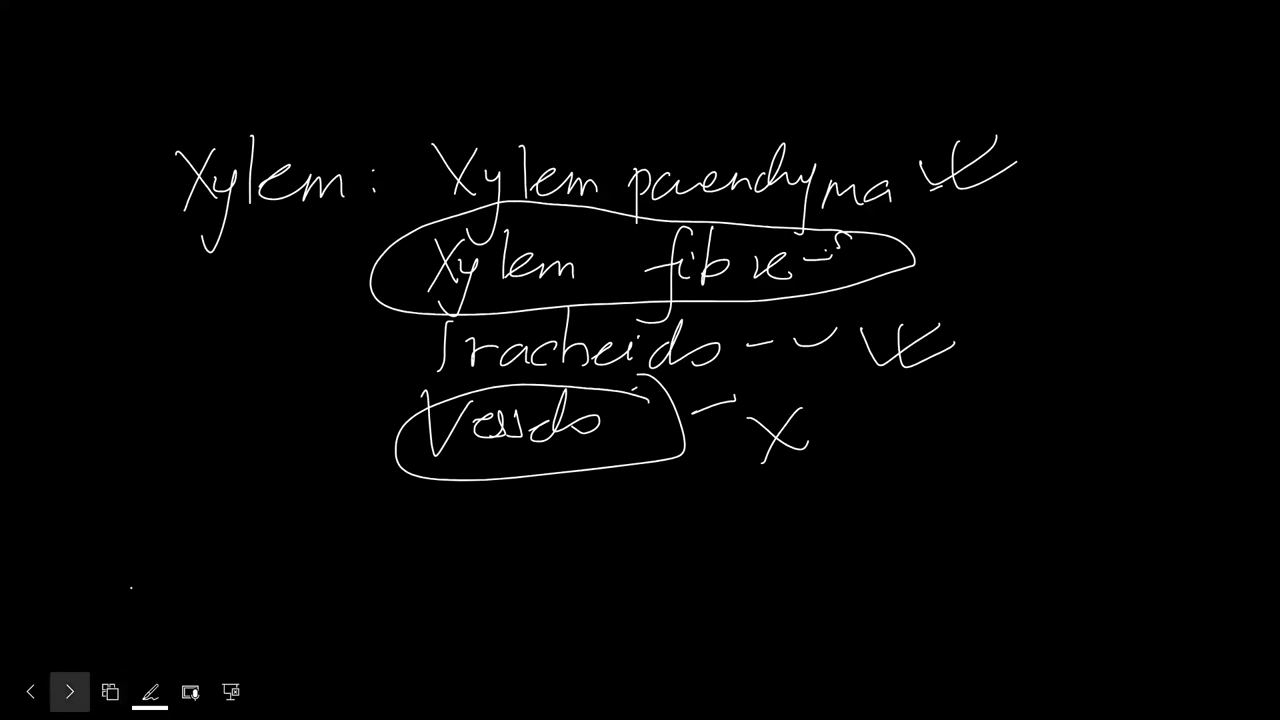 Xylem : Xylem parenchyma
Xylem fibre-s
Tracheids - -
Vessels - X